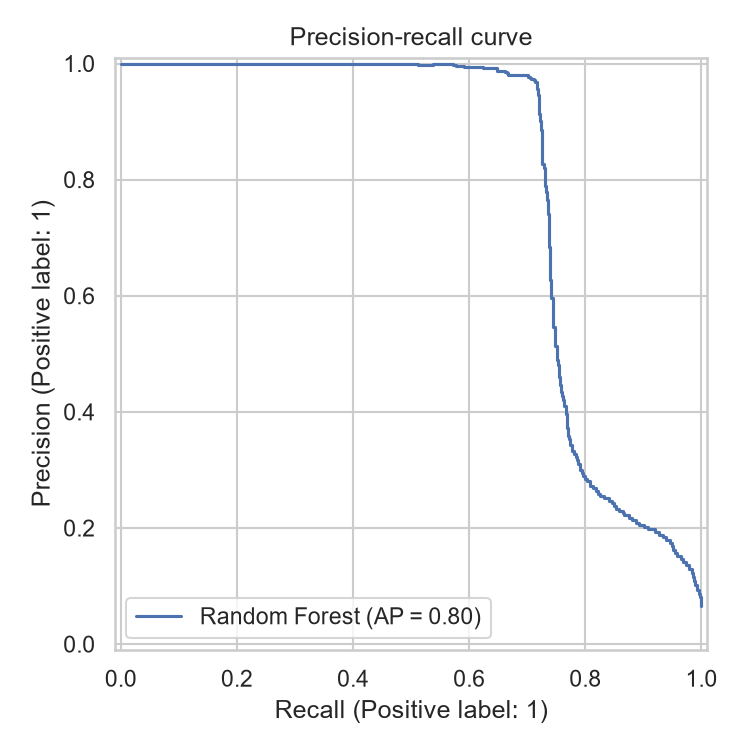 Precision-recall curve
1.0
0.8
0.6
0.4
0.2
0.0
Precision (Positive label: 1)
Random Forest (AP = 0.80)
0.0 0.2 0.4 0.6 0.8 1.0
Recall (Positive label: 1)